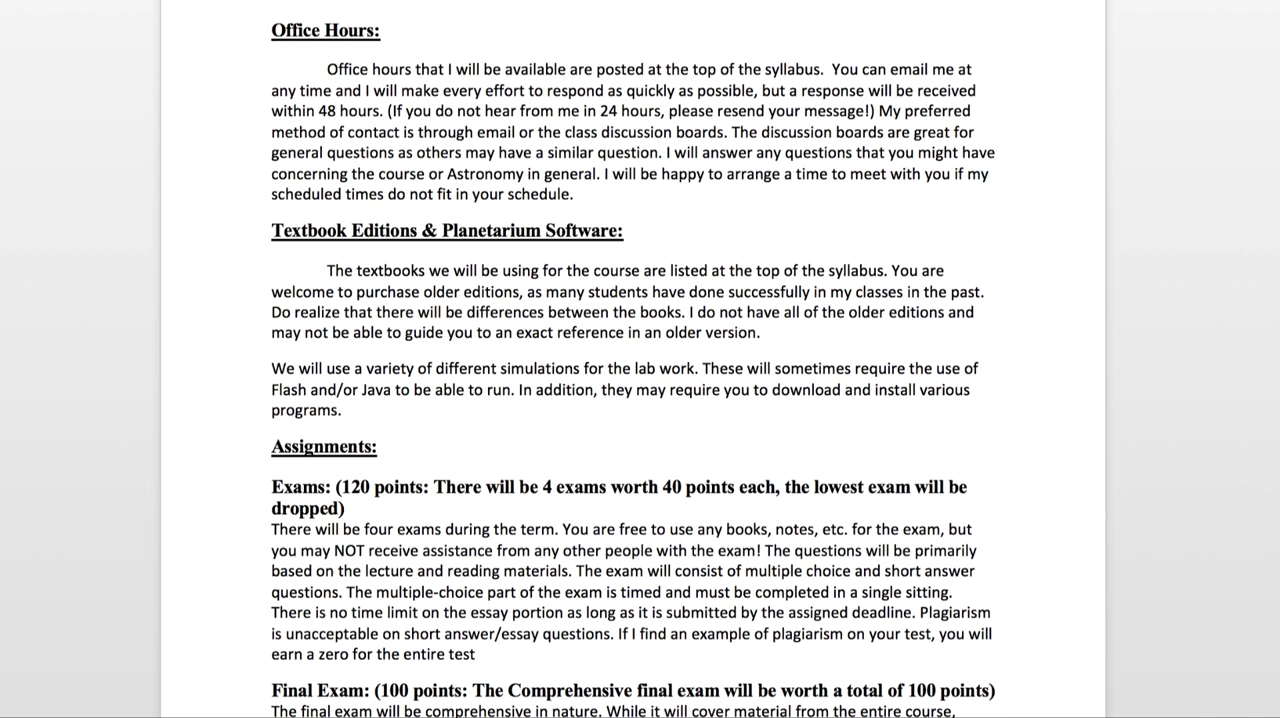 Office Hours:
Office hours that I will be available are posted at the top of the syllabus.  You can email me at
any time and I will make every effort to respond as quickly as possible, but a response will be received
within 48 hours. (If you do not hear from me in 24 hours, please resend your message!) My preferred
method of contact is through email or the class discussion boards. The discussion boards are great for
general questions as others may have a similar question. I will answer any questions that you might have
concerning the course or Astronomy in general. I will be happy to arrange a time to meet with you if my
scheduled times do not fit in your schedule.
Textbook Editions & Planetarium Software:
The textbooks we will be using for the course are listed at the top of the syllabus. You are
welcome to purchase older editions, as many students have done successfully in my classes in the past.
Do realize that there will be differences between the books. I do not have all of the older editions and
may not be able to guide you to an exact reference in an older version.
We will use a variety of different simulations for the lab work. These will sometimes require the use of
Flash and/or Java to be able to run. In addition, they may require you to download and install various
programs.
Assignments:
Exams: (120 points: There will be 4 exams worth 40 points each, the lowest exam will be
dropped)
There will be four exams during the term. You are free to use any books, notes, etc. for the exam, but
you may NOT receive assistance from any other people with the exam! The questions will be primarily
based on the lecture and reading materials. The exam will consist of multiple choice and short answer
questions. The multiple-choice part of the exam is timed and must be completed in a single sitting.
There is no time limit on the essay portion as long as it is submitted by the assigned deadline. Plagiarism
is unacceptable on short answer/essay questions. If I find an example of plagiarism on your test, you will
earn a zero for the entire test
Final Exam: (100 points: The Comprehensive final exam will be worth a total of 100 points)
The final exam will be comprehensive in nature. While it will cover material from the entire course,